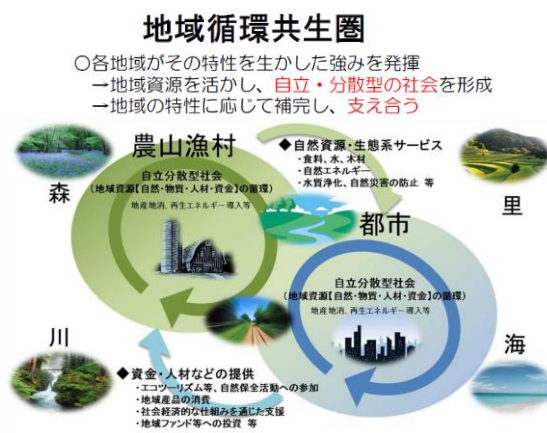 地域循環共生圏
○各地域がその特性を生かした強みを発揮
→地域資源を活かし、自立・分散型の社会を形成
→地域の特性に応じて補完し、支え合う
農山漁村
自立分散型社会
(地域資源【自然・物質・人材・資金】の循環)
地産地消、再生エネルギー導入等
森
◆自然資源・生態系サービス
・食料、水、木材
・自然エネルギー
・水質浄化、自然災害の防止 等
里
都市
自立分散型社会
(地域資源【自然・物質・人材・資金】の循環)
地産地消、再生エネルギー導入等
川
海
◆資金・人材などの提供
・エコツーリズム等、自然保全活動への参加
・地域産品の消費
・社会経済的な仕組みを通じた支援
・地域ファンド等への投資 等